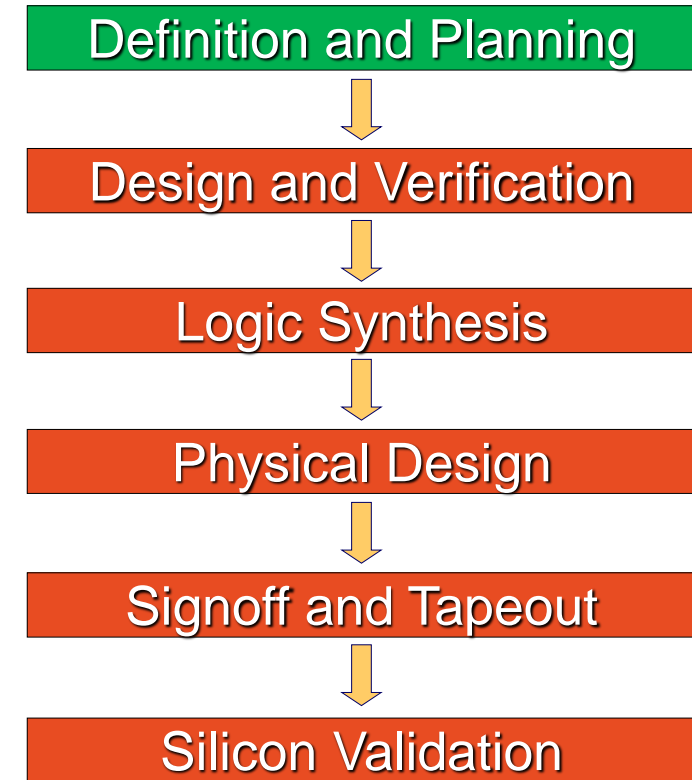 Definition and Planning
Design and Verification
Logic Synthesis
Physical Design
Signoff and Tapeout
Silicon Validation